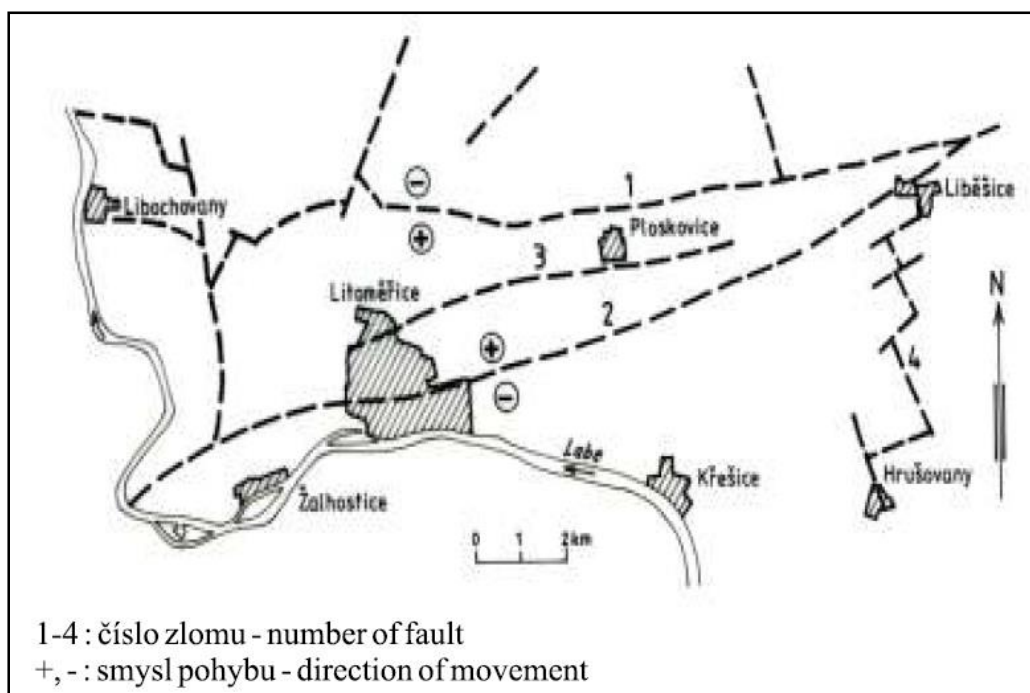 −
1
Liběšice
Libochovany
+
Ploskovice
3
N
Litoměřice
2
+
4
−
Labe
Křešice
Hrušovany
Žalhostice
0 1 2km
1-4 : číslo zlomu - number of fault
+, - : smysl pohybu - direction of movement